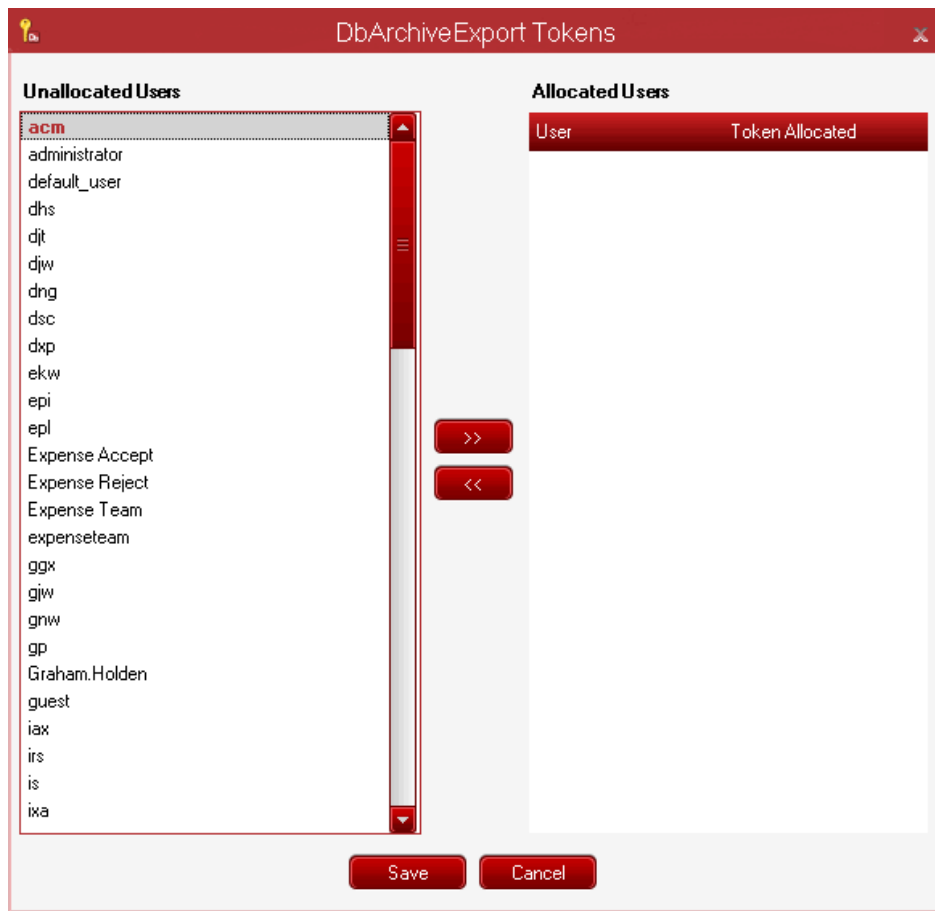 DbArchiveExport Tokens
x
Db
Unallocated Users
Allocated Users
acm
administrator
default_user
dhs
djt
djw
dng
dsc
dxp
ekw
epi
epl
Expense Accept
Expense Reject
Expense Team
expenseteam
ggx
gjw
gnw
gp
Graham.Holden
guest
iax
irs
is
ixa
>>
<<
User
Token Allocated
Save
Cancel